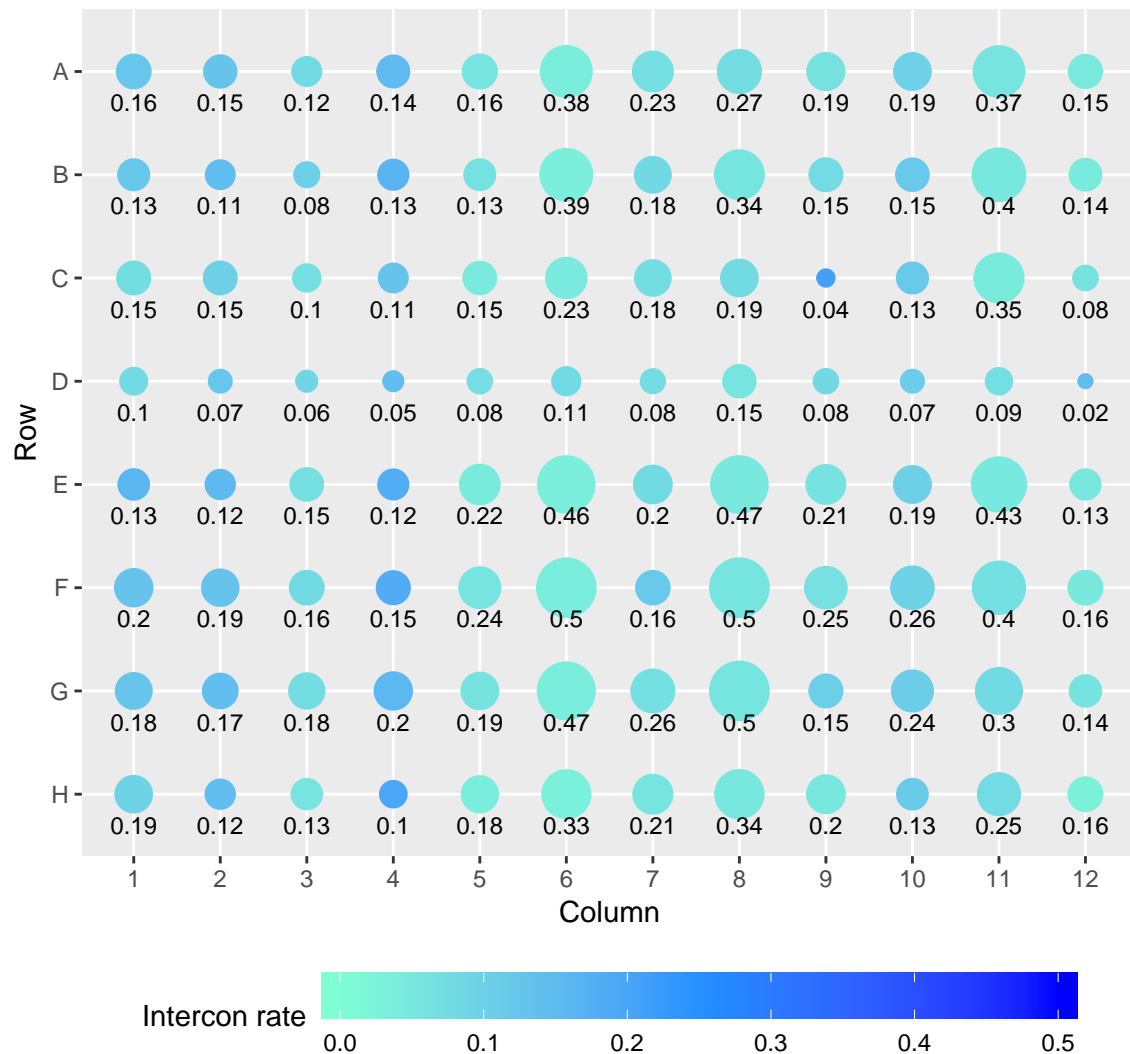 A
0.16 0.15 0.12 0.14 0.16 0.38 0.23 0.27 0.19 0.19 0.37 0.15
B
0.13 0.11 0.08 0.13 0.13 0.39 0.18 0.34 0.15 0.15 0.4 0.14
C
0.15 0.15 0.1 0.11 0.15 0.23 0.18 0.19 0.04 0.13 0.35 0.08
D
0.1 0.07 0.06 0.05 0.08 0.11 0.08 0.15 0.08 0.07 0.09 0.02
Row
E
0.13 0.12 0.15 0.12 0.22 0.46 0.2 0.47 0.21 0.19 0.43 0.13
F
0.2 0.19 0.16 0.15 0.24 0.5 0.16 0.5 0.25 0.26 0.4 0.16
G
0.18 0.17 0.18 0.2 0.19 0.47 0.26 0.5 0.15 0.24 0.3 0.14
H
0.19 0.12 0.13 0.1 0.18 0.33 0.21 0.34 0.2 0.13 0.25 0.16
1 2 3 4 5 6 7 8 9 10 11 12
Column
Intercon rate
0.0 0.1 0.2 0.3 0.4 0.5